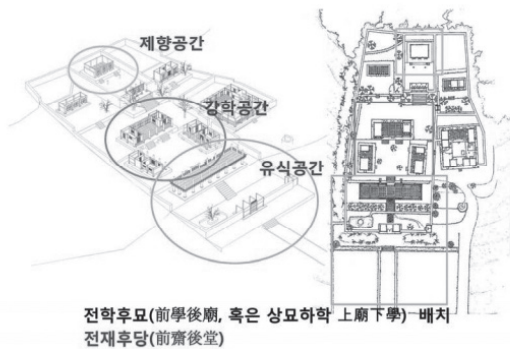 제향공간
강학공간
유식공간
전학후묘(前學後廟, 혹은 상묘하학 上廟下學) 배치
전재후당(前齋後堂)